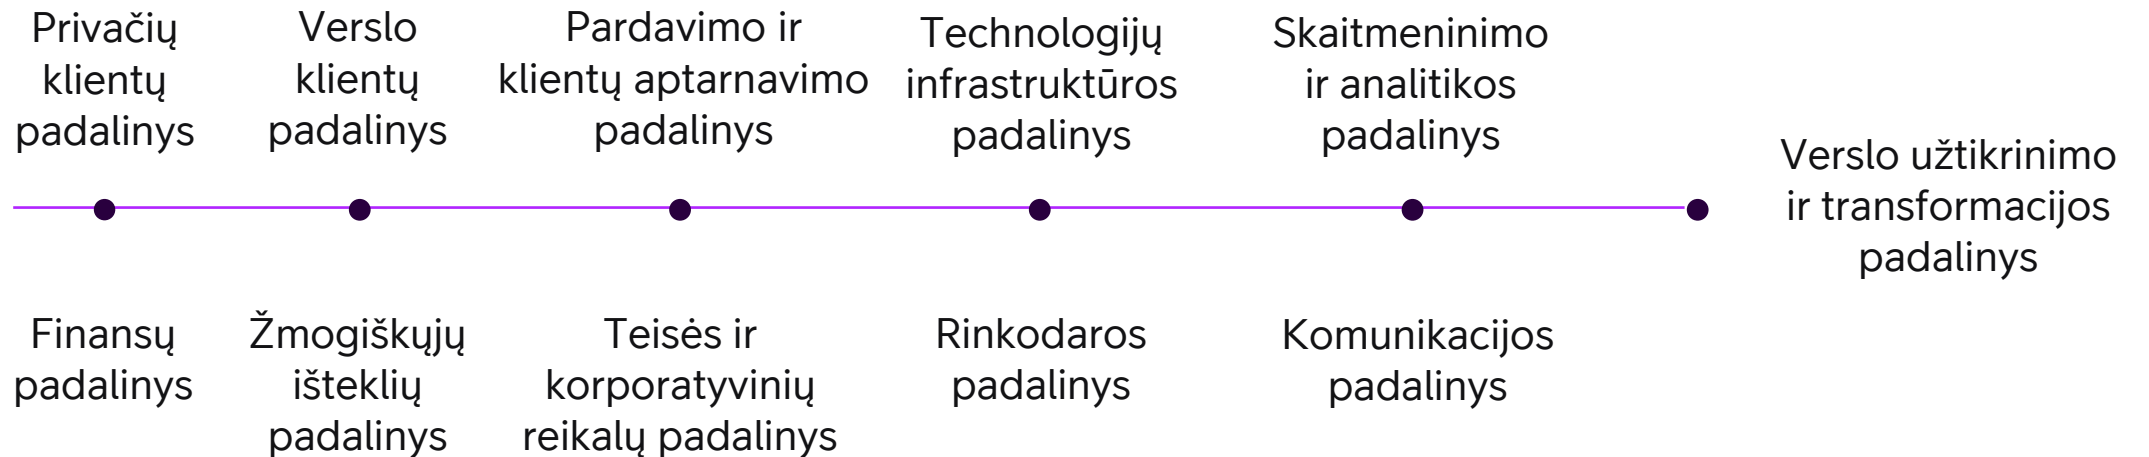 Privačių
klientų
padalinys
Verslo
klientų
padalinys
Pardavimo ir
klientų aptarnavimo
padalinys
Technologijų
infrastruktūros
padalinys
Skaitmeninimo
ir analitikos
padalinys
Verslo užtikrinimo
ir transformacijos
padalinys
Finansų
padalinys
Žmogiškųjų
išteklių
padalinys
Teisės ir
korporatyvinių
reikalų padalinys
Rinkodaros
padalinys
Komunikacijos
padalinys